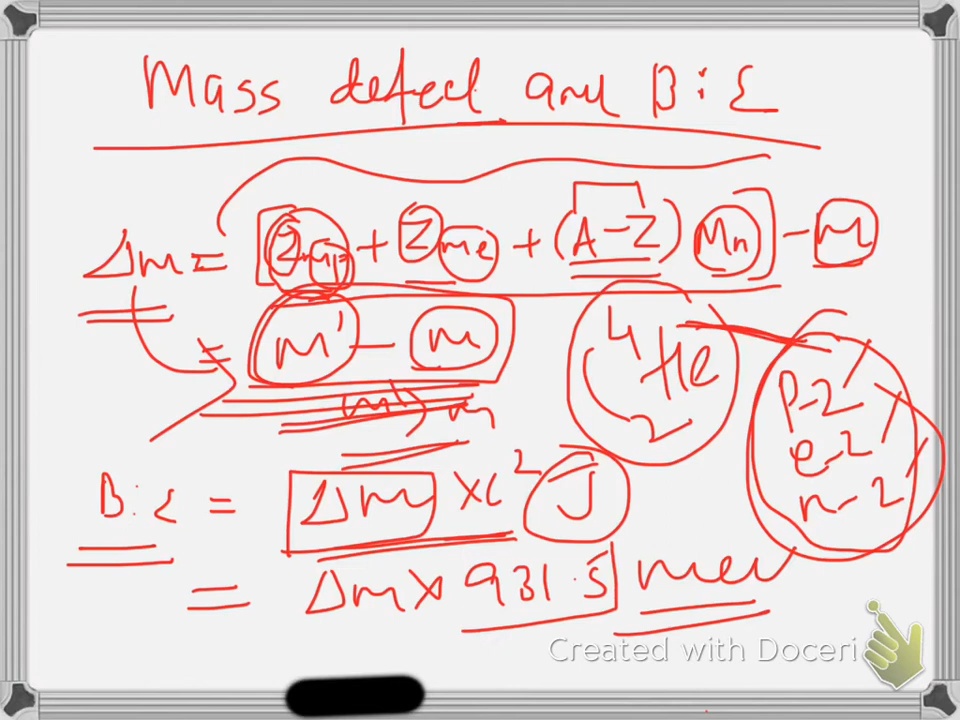 Mass defect and B.E
Δm = [Zmp + Zme + (A-Z) Mn] - m
= m' - m
m' > m
4
He
2
p-2
e-2
n-2
B.E = Δm × c² J
= Δm × 931.5 mev
Created with Doceri